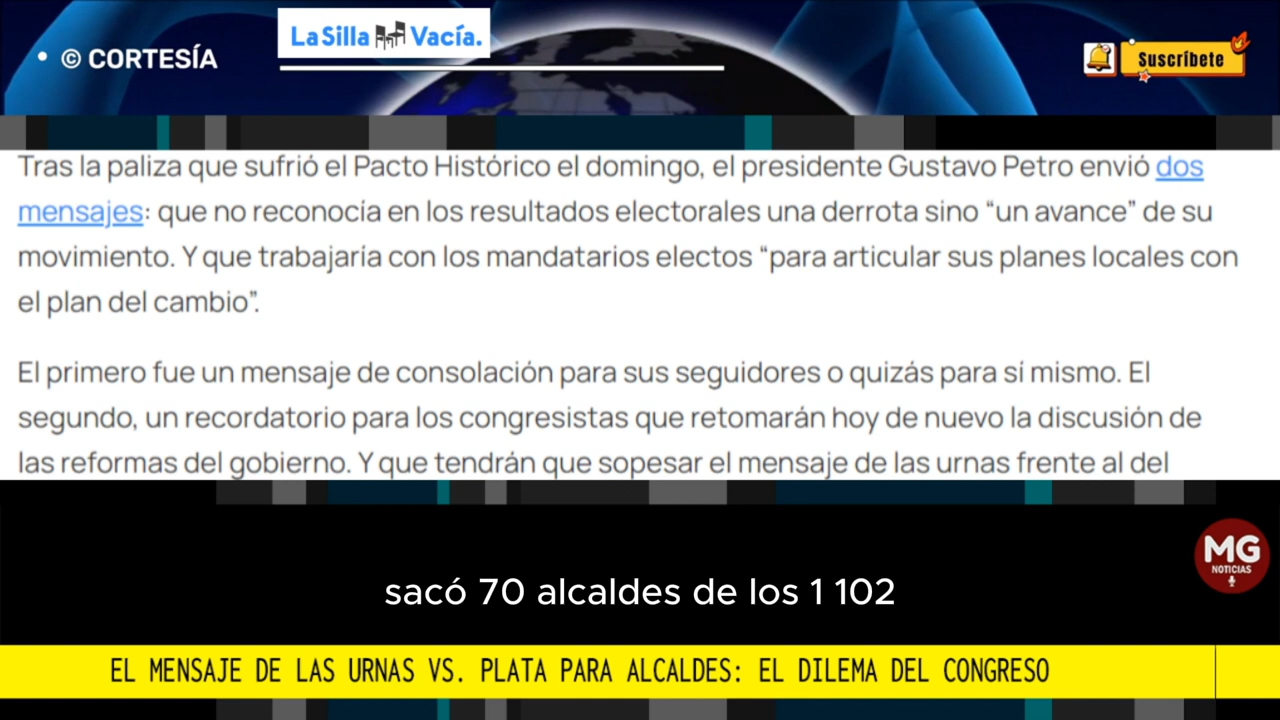 • © CORTESÍA
La Silla Vacía.
Suscríbete
Tras la paliza que sufrió el Pacto Histórico el domingo, el presidente Gustavo Petro envió dos
mensajes: que no reconocía en los resultados electorales una derrota sino “un avance” de su
movimiento. Y que trabajaría con los mandatarios electos “para articular sus planes locales con
el plan del cambio”.
El primero fue un mensaje de consolación para sus seguidores o quizás para sí mismo. El
segundo, un recordatorio para los congresistas que retomarán hoy de nuevo la discusión de
las reformas del gobierno. Y que tendrán que sopesar el mensaje de las urnas frente al del
MG
NOTICIAS
sacó 70 alcaldes de los 1 102
EL MENSAJE DE LAS URNAS VS. PLATA PARA ALCALDES: EL DILEMA DEL CONGRESO